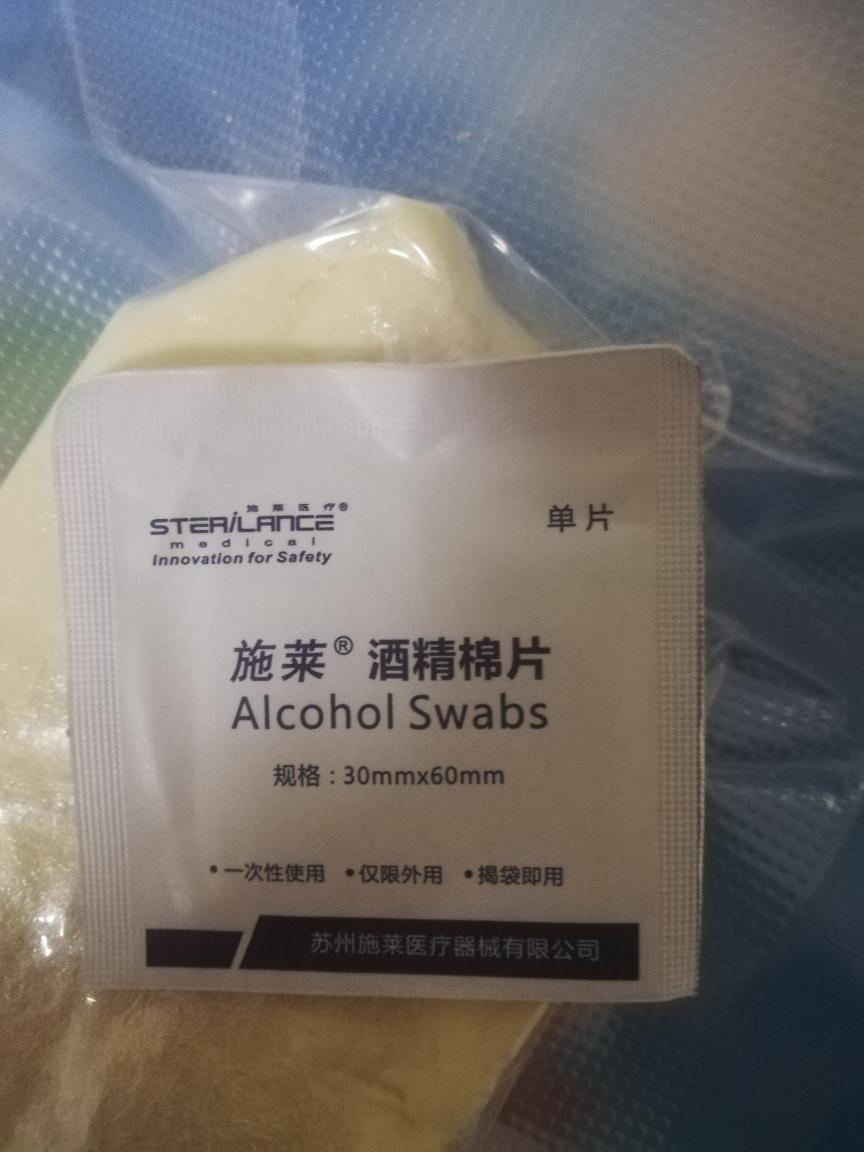 施莱医疗®
STERiLANCE
medical
Innovation for Safety
单片
施莱® 酒精棉片
Alcohol Swabs
规格：30mmx60mm
•一次性使用 •仅限外用 •揭袋即用
苏州施莱医疗器械有限公司